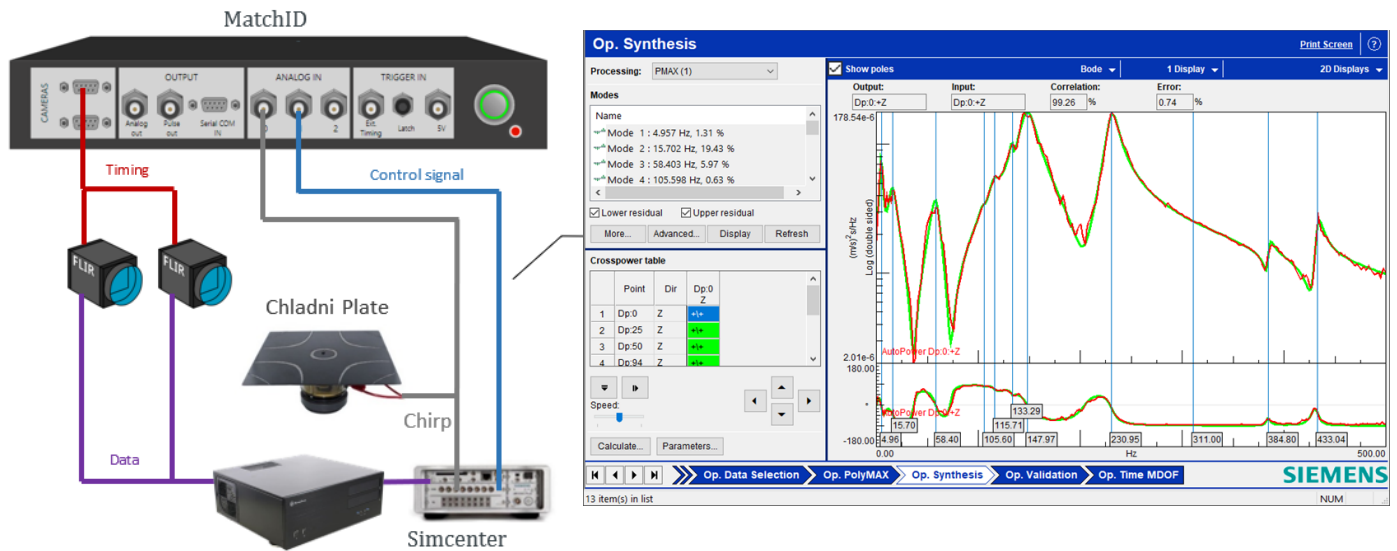 MatchID
CAMERAS
OUTPUT
Analog out
Pulse out
Serial COM IN
ANALOG IN
0
2
TRIGGER IN
Ext. Timing
Latch
5V
Timing
Control signal
FLIR
FLIR
Chladni Plate
Chirp
Data
Simcenter
Op. Synthesis
Print Screen
?
Processing: PMAX (1)
Modes
Name
Mode 1 : 4.957 Hz, 1.31 %
Mode 2 : 15.702 Hz, 19.43 %
Mode 3 : 58.403 Hz, 5.97 %
Mode 4 : 105.598 Hz, 0.63 %
Lower residual Upper residual
More... Advanced... Display Refresh
Crosspower table
Point Dir Dp:0 Z
1 Dp:0 Z +\+
2 Dp:25 Z +\+
3 Dp:50 Z +\+
4 Dp:94 Z +\+
Speed:
Calculate... Parameters...
Show poles Bode 1 Display 2D Displays
Output: Input: Correlation: Error:
Dp:0:+Z Dp:0:+Z 99.26 % 0.74 %
178.54e-6
(m/s)²s/Hz
Log (double sided)
2.01e-6
AutoPower Dp:0:+Z
180.00
°
AutoPower Dp:0:+Z
-180.00
133.29
15.70 115.71
4.96 58.40 105.60 147.97 230.95 311.00 384.80 433.04
0.00 Hz 500.00
Op. Data Selection Op. PolyMAX Op. Synthesis Op. Validation Op. Time MDOF
SIEMENS
13 item(s) in list
NUM